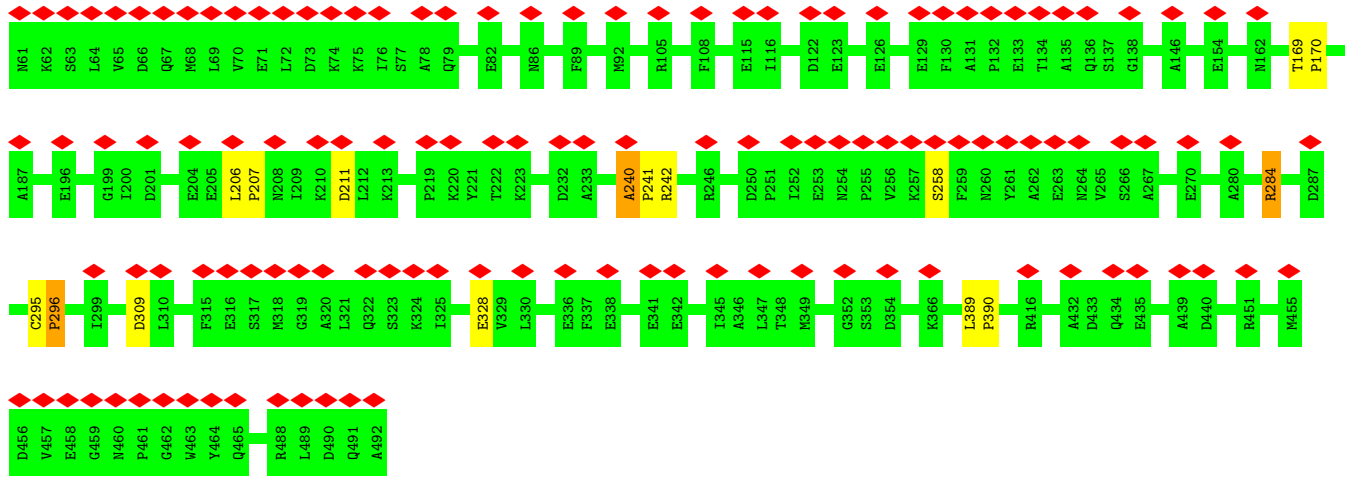 N61 K62 S63 L64 V65 D66 Q67 M68 L69 V70 E71 L72 D73 K74 K75 I76 S77 A78 Q79 E82 N86 F89 M92 R105 F108 E115 I116 D122 E123 E126 E129 F130 A131 P132 E133 T134 A135 Q136 S137 G138 A146 E154 N162 T169 P170
A187 E196 G199 I200 D201 E204 E205 L206 P207 N208 I209 K210 D211 L212 K213 P219 K220 Y221 T222 K223 D232 A233 A240 P241 R242 R246 D250 P251 I252 E253 N254 P255 V256 K257 S258 F259 N260 Y261 A262 E263 N264 V265 S266 A267 E270 A280 R284 D287
C295 P296 I299 D309 L310 F315 E316 S317 M318 G319 A320 L321 Q322 S323 K324 I325 E328 V329 L330 E336 F337 E338 E341 E342 I345 A346 L347 T348 M349 G352 S353 D354 K366 L389 P390 R416 A432 D433 Q434 E435 A439 D440 R451 M455
D456 V457 E458 G459 N460 P461 G462 W463 Y464 Q465 R488 L489 D490 Q491 A492